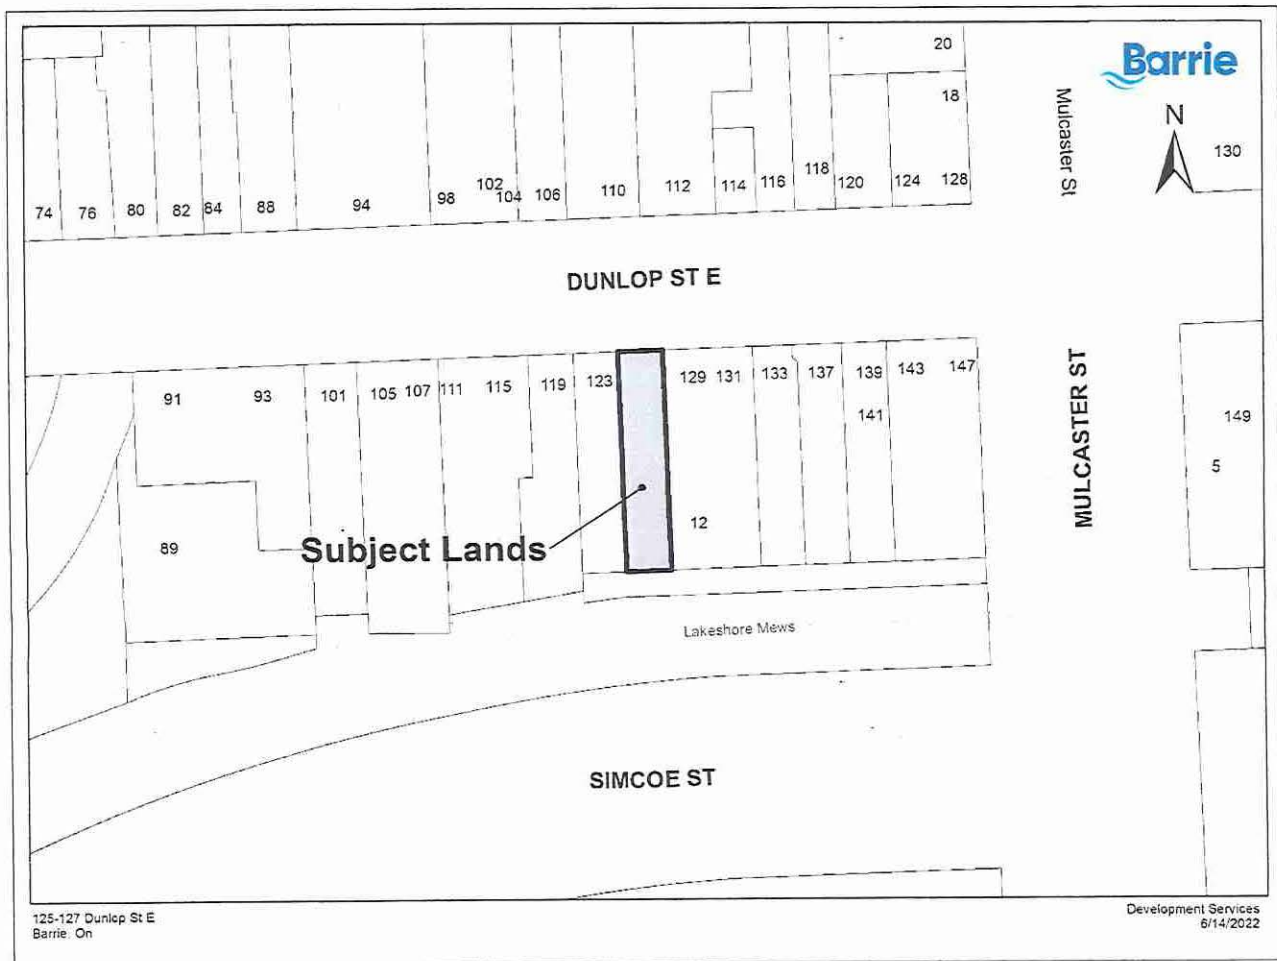 20
Barrie
18
Mulcaster St
N
130
74 76 80 82 84 88 94 98 102 104 106 110 112 114 116 118 120 124 128
DUNLOP ST E
91 93 101 105 107 111 115 119 123 129 131 133 137 139 143 147
141
149
MULCASTER ST
5
12
89
Subject Lands
Lakeshore Mews
SIMCOE ST
125-127 Dunlop St E
Barrie, On
Development Services
6/14/2022